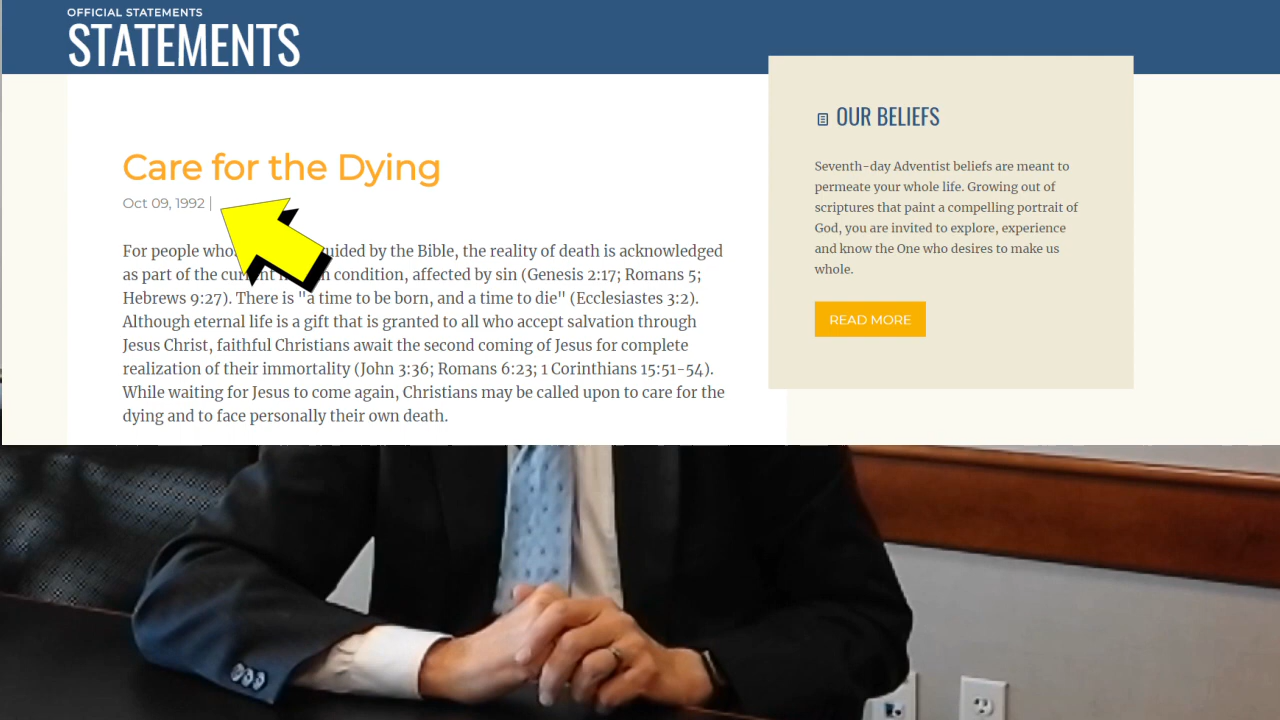 OFFICIAL STATEMENTS
STATEMENTS
Care for the Dying
Oct 09, 1992 |
For people by the Bible, the reality of death is acknowledged
as part of the condition, affected by sin (Genesis 2:17; Romans 5;
Hebrews 9:27). There is "a time to be born, and a time to die" (Ecclesiastes 3:2).
Although eternal life is a gift that is granted to all who accept salvation through
Jesus Christ, faithful Christians await the second coming of Jesus for complete
realization of their immortality (John 3:36; Romans 6:23; 1 Corinthians 15:51-54).
While waiting for Jesus to come again, Christians may be called upon to care for the
dying and to face personally their own death.
OUR BELIEFS
Seventh-day Adventist beliefs are meant to
permeate your whole life. Growing out of
scriptures that paint a compelling portrait of
God, you are invited to explore, experience
and know the One who desires to make us
whole.
READ MORE